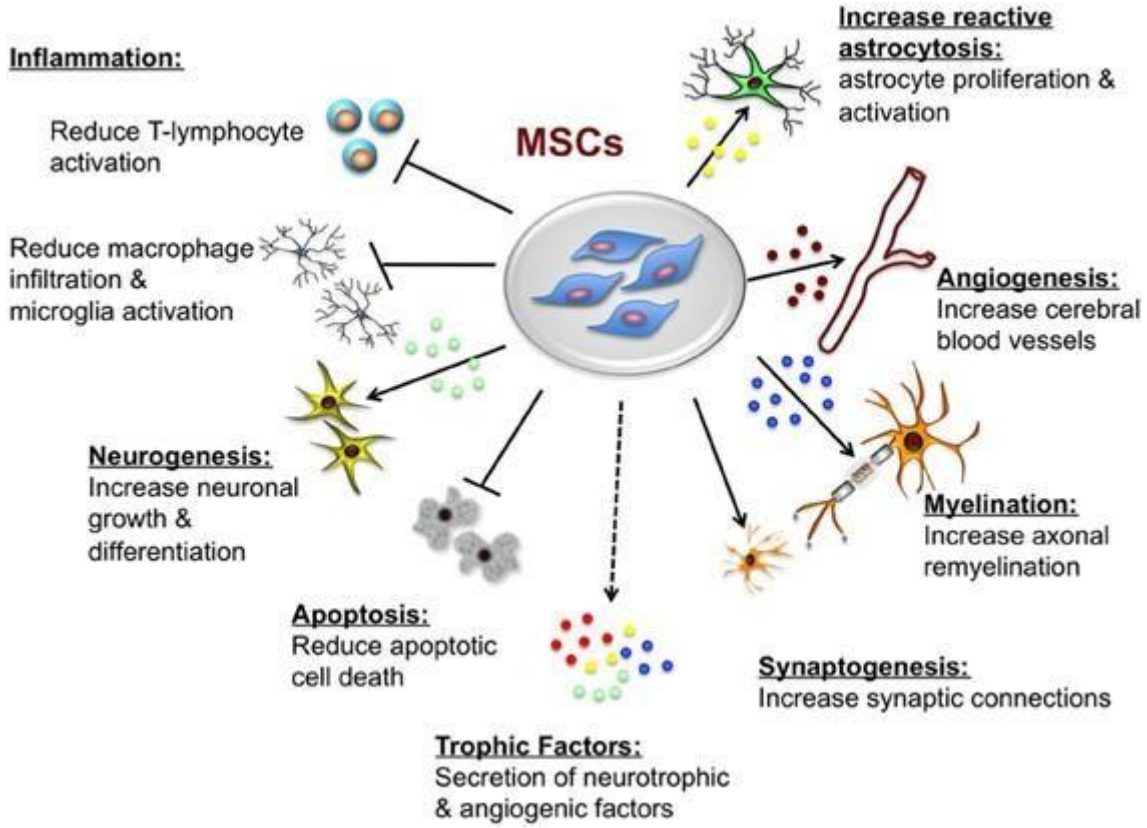 Inflammation:
Reduce T-lymphocyte
activation
Reduce macrophage
infiltration &
microglia activation
Neurogenesis:
Increase neuronal
growth &
differentiation
Apoptosis:
Reduce apoptotic
cell death
Trophic Factors:
Secretion of neurotrophic
& angiogenic factors
MSCs
Increase reactive
astrocytosis:
astrocyte proliferation &
activation
Angiogenesis:
Increase cerebral
blood vessels
Myelination:
Increase axonal
remyelination
Synaptogenesis:
Increase synaptic connections